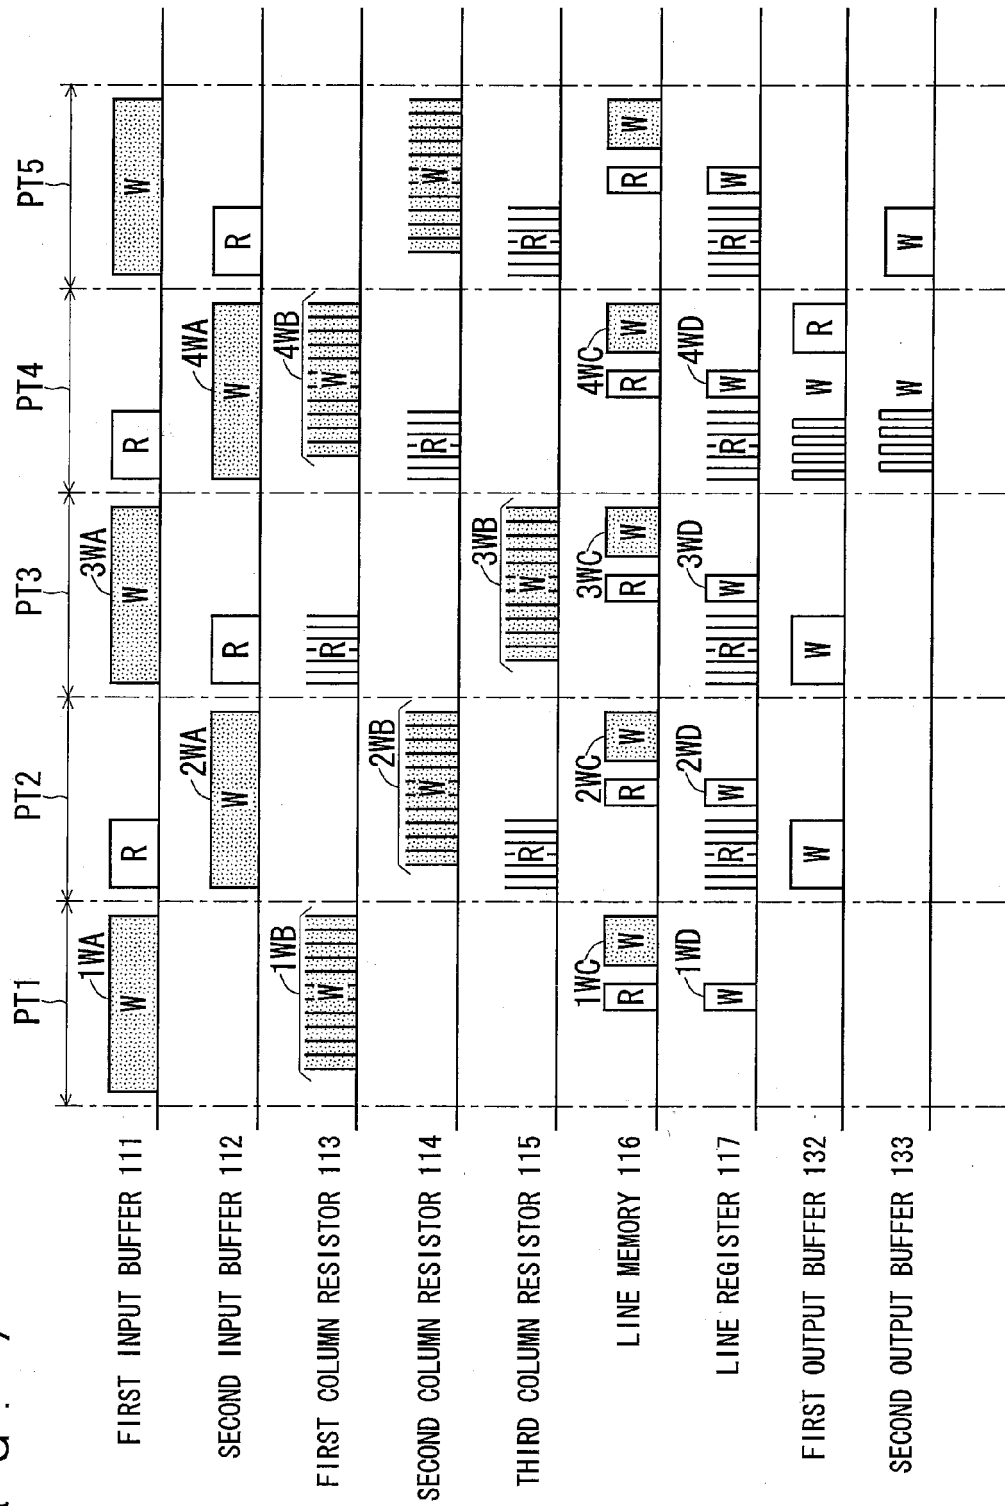 PT1 PT2 PT3 PT4 PT5
FIRST INPUT BUFFER 111 W 1WA R W 3WA R W
SECOND INPUT BUFFER 112 W 2WA R W 4WA R
FIRST COLUMN RESISTOR 113 W 1WB R W 4WB
SECOND COLUMN RESISTOR 114 W 2WB R W
THIRD COLUMN RESISTOR 115 R W 3WB R
LINE MEMORY 116 R 1WC W R 2WC W R 3WC W R 4WC W R W
LINE REGISTER 117 W 1WD R W 2WD R W 3WD R W 4WD R W
FIRST OUTPUT BUFFER 132 W W W R
SECOND OUTPUT BUFFER 133 W W